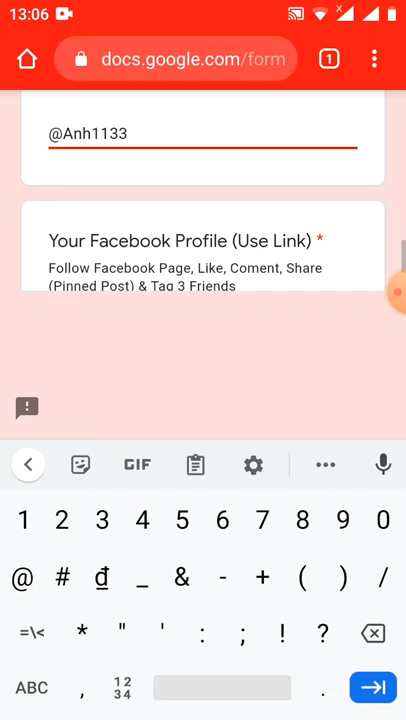 13:06
docs.google.com/form
1
@Anh1133
Your Facebook Profile (Use Link) *
Follow Facebook Page, Like, Coment, Share
(Pinned Post) & Tag 3 Friends
GIF
1 2 3 4 5 6 7 8 9 0
@ # ₫ _ & - + ( ) /
=\< * " ' : ; ! ?
ABC , 12 34 .